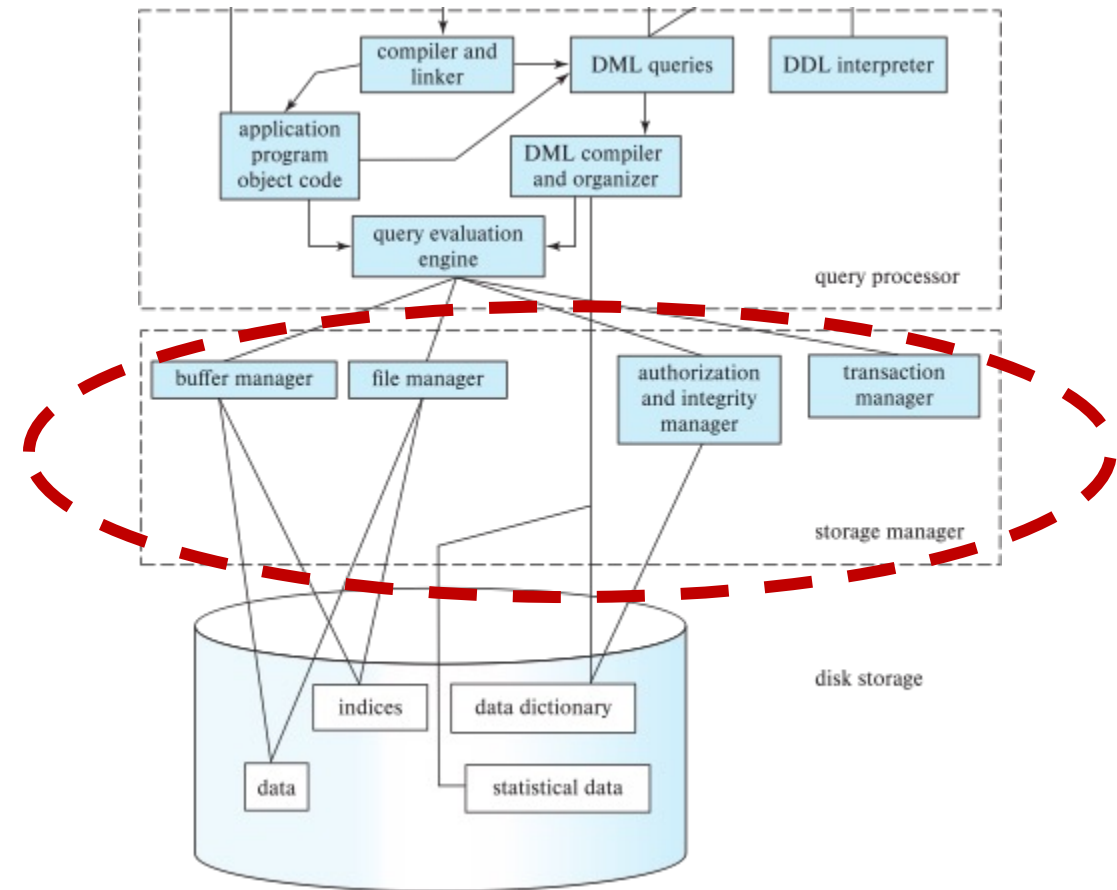 compiler and
linker
DML queries
DDL interpreter
application
program
object code
DML compiler
and organizer
query evaluation
engine
query processor
buffer manager
file manager
authorization
and integrity
manager
transaction
manager
storage manager
disk storage
indices
data dictionary
data
statistical data